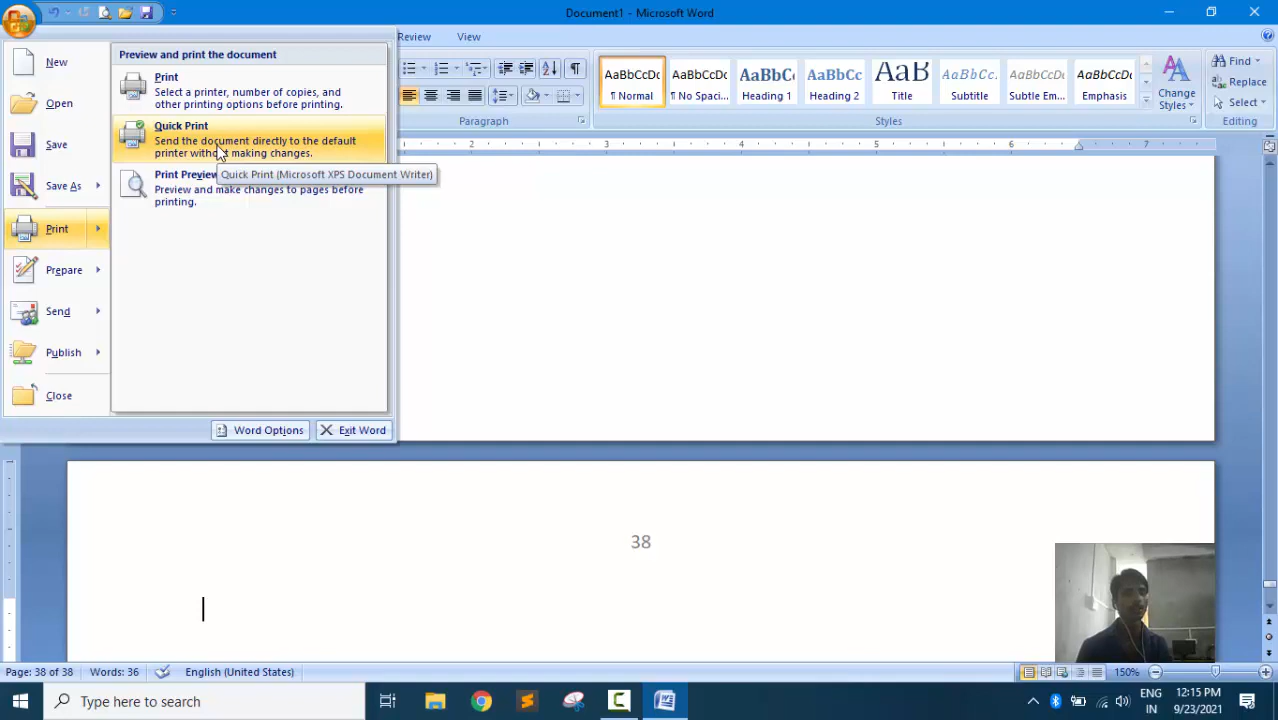 Document1 - Microsoft Word
Review View
New
Open
Save
Save As
Print
Prepare
Send
Publish
Close
Preview and print the document
Print
Select a printer, number of copies, and
other printing options before printing.
Quick Print
Send the document directly to the default
printer without making changes.
Print Preview
Preview and make changes to pages before
printing.
Quick Print (Microsoft XPS Document Writer)
Word Options
Exit Word
Paragraph
AaBbCcDc
¶ Normal
AaBbCcDc
¶ No Spaci...
AaBbCc
Heading 1
AaBbCc
Heading 2
AaB
Title
AaBbCc.
Subtitle
AaBbCcDc
Subtle Em...
AaBbCcDc
Emphasis
Change
Styles
Styles
Find
Replace
Select
Editing
2 3 4 5 6 7
38
Page: 38 of 38
Words: 36
English (United States)
150%
Type here to search
ENG
IN
12:15 PM
9/23/2021